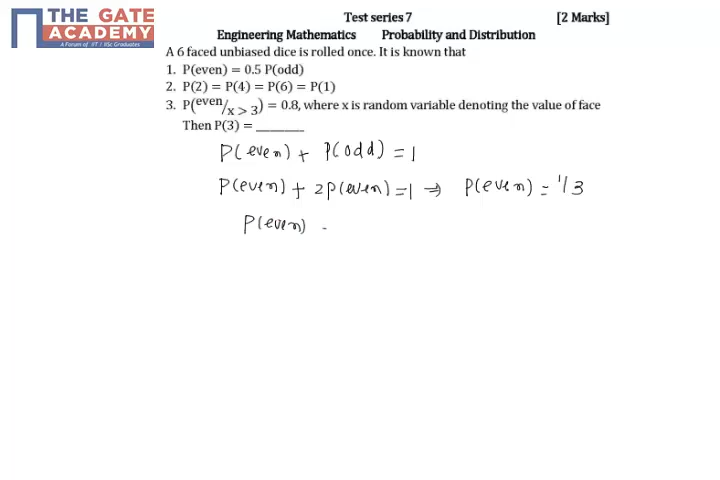 THE GATE
ACADEMY
A Forum of IIT / IISc Graduates
Test series 7 [2 Marks]
Engineering Mathematics Probability and Distribution
A 6 faced unbiased dice is rolled once. It is known that
1. P(even) = 0.5 P(odd)
2. P(2) = P(4) = P(6) = P(1)
3. P(even/x > 3) = 0.8, where x is random variable denoting the value of face
Then P(3) = ________
P(even) + P(odd) = 1
P(even) + 2P(even) = 1 ⇒ P(even) = 1/3
P(even) -